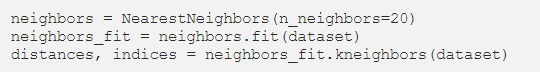 neighbors = NearestNeighbors(n_neighbors=20)
neighbors_fit = neighbors.fit(dataset)
distances, indices = neighbors_fit.kneighbors(dataset)